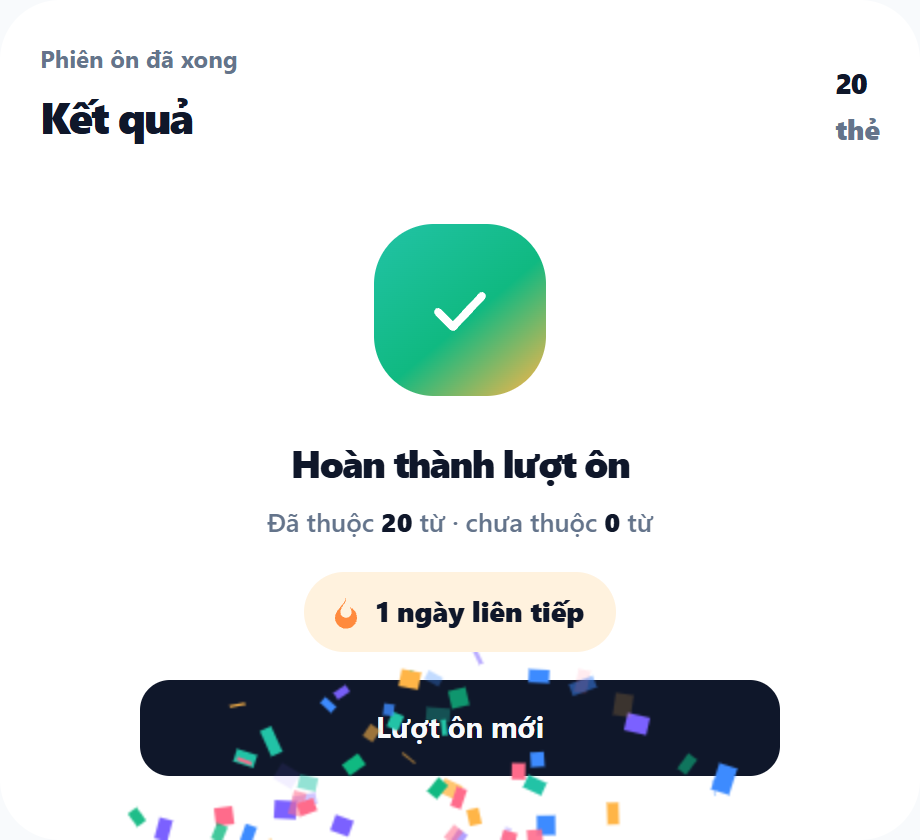 Phiên ôn đã xong
Kết quả
20
thẻ
Hoàn thành lượt ôn
Đã thuộc 20 từ · chưa thuộc 0 từ
1 ngày liên tiếp
Lượt ôn mới